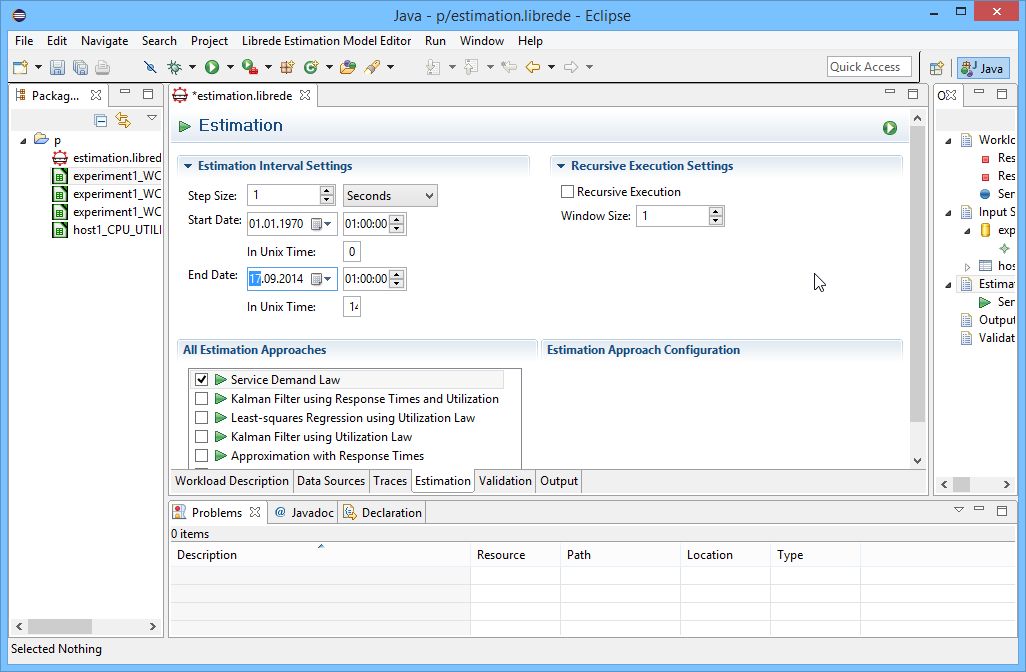 Java - p/estimation.librede - Eclipse
File Edit Navigate Search Project Librede Estimation Model Editor Run Window Help
Quick Access
Java
Packag...
p
estimation.libred
experiment1_WC
experiment1_WC
experiment1_WC
host1_CPU_UTILI
*estimation.librede
Estimation
Estimation Interval Settings
Step Size: 1 Seconds
Start Date: 01.01.1970 01:00:00
In Unix Time: 0
End Date: 17.09.2014 01:00:00
In Unix Time: 14
Recursive Execution Settings
Recursive Execution
Window Size: 1
All Estimation Approaches
Service Demand Law
Kalman Filter using Response Times and Utilization
Least-squares Regression using Utilization Law
Kalman Filter using Utilization Law
Approximation with Response Times
Estimation Approach Configuration
Workload Description Data Sources Traces Estimation Validation Output
Worklo
Res
Res
Ser
Input S
exp
hos
Estima
Ser
Output
Validat
Problems @ Javadoc Declaration
0 items
Description Resource Path Location Type
Selected Nothing